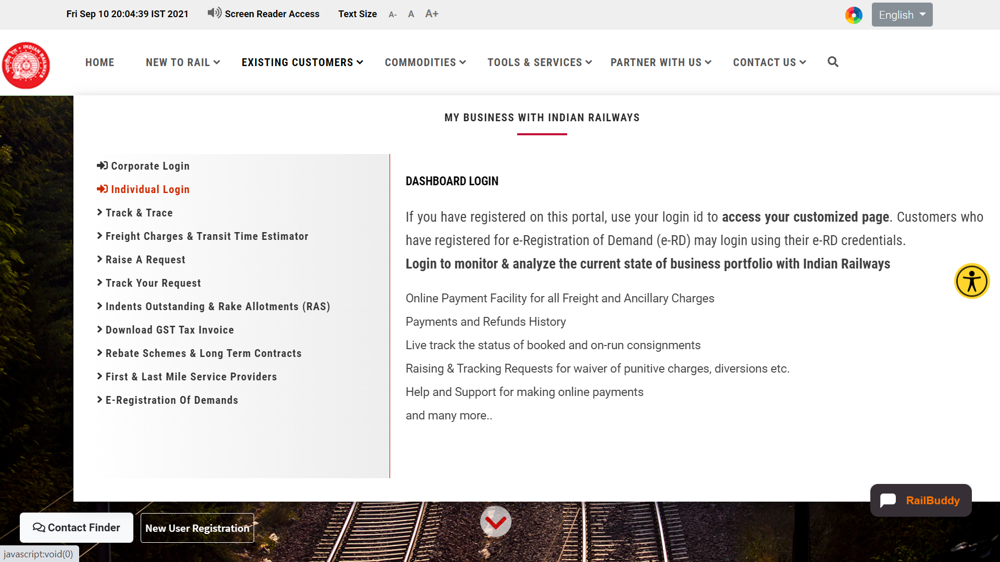 Fri Sep 10 20:04:39 IST 2021 Screen Reader Access Text Size A- A A+ English
INDIAN RAILWAYS
HOME NEW TO RAIL EXISTING CUSTOMERS COMMODITIES TOOLS & SERVICES PARTNER WITH US CONTACT US
MY BUSINESS WITH INDIAN RAILWAYS
Corporate Login
Individual Login
Track & Trace
Freight Charges & Transit Time Estimator
Raise A Request
Track Your Request
Indents Outstanding & Rake Allotments (RAS)
Download GST Tax Invoice
Rebate Schemes & Long Term Contracts
First & Last Mile Service Providers
E-Registration Of Demands
DASHBOARD LOGIN
If you have registered on this portal, use your login id to access your customized page. Customers who
have registered for e-Registration of Demand (e-RD) may login using their e-RD credentials.
Login to monitor & analyze the current state of business portfolio with Indian Railways
Online Payment Facility for all Freight and Ancillary Charges
Payments and Refunds History
Live track the status of booked and on-run consignments
Raising & Tracking Requests for waiver of punitive charges, diversions etc.
Help and Support for making online payments
and many more..
RailBuddy
Contact Finder New User Registration
javascript:void(0)